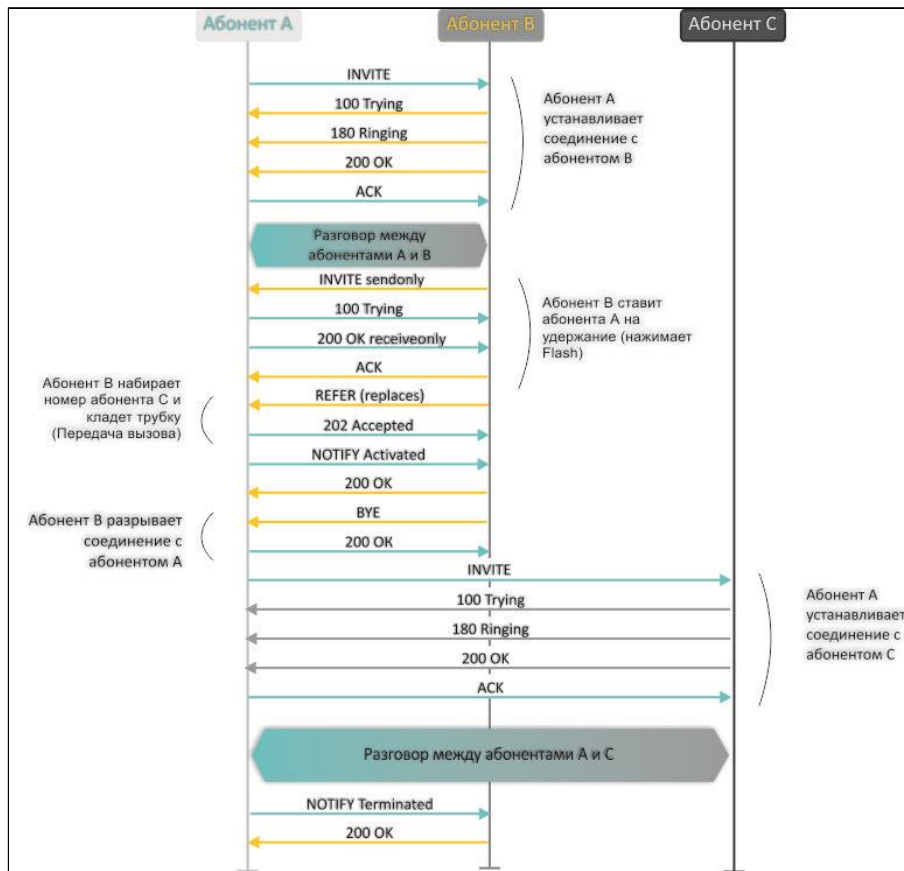 Абонент A
Абонент B
Абонент C
INVITE
100 Trying
180 Ringing
200 OK
ACK
Абонент A
устанавливает
соединение с
абонентом B
Разговор между
абонентами A и B
INVITE sendonly
100 Trying
200 OK receiveonly
ACK
Абонент B ставит
абонента A на
удержание (нажимает
Flash)
Абонент B набирает
номер абонента C и
кладет трубку
(Передача вызова)
REFER (replaces)
202 Accepted
NOTIFY Activated
200 OK
Абонент B разрывает
соединение с
абонентом A
BYE
200 OK
INVITE
100 Trying
180 Ringing
200 OK
ACK
Абонент A
устанавливает
соединение с
абонентом C
Разговор между абонентами A и C
NOTIFY Terminated
200 OK